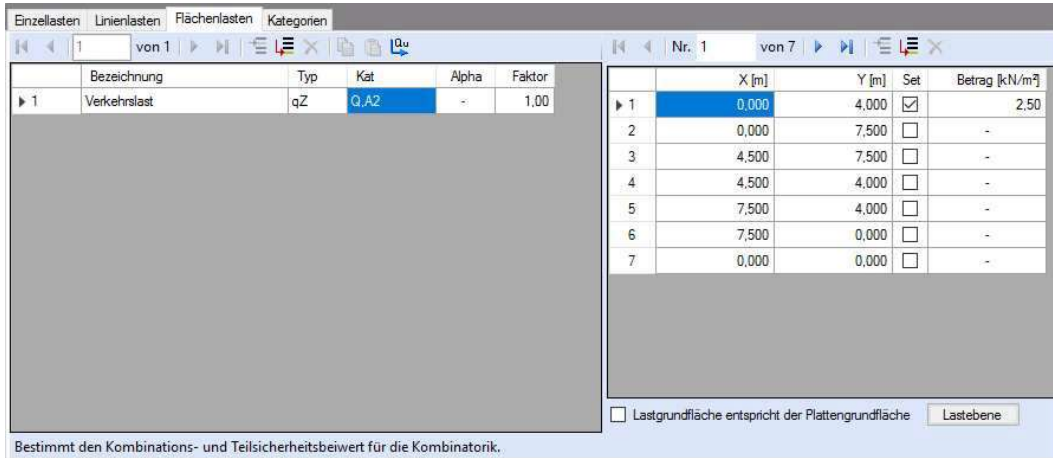 Einzellasten Linienlasten Flächenlasten Kategorien
1 von 1
Bezeichnung Typ Kat Alpha Faktor
1 Verkehrslast qZ Q,A2 - 1,00
Nr. 1 von 7
X [m] Y [m] Set Betrag [kN/m²]
1 0,000 4,000 2,50
2 0,000 7,500 -
3 4,500 7,500 -
4 4,500 4,000 -
5 7,500 4,000 -
6 7,500 0,000 -
7 0,000 0,000 -
Lastgrundfläche entspricht der Plattengrundfläche Lastebene
Bestimmt den Kombinations- und Teilsicherheitsbeiwert für die Kombinatorik.